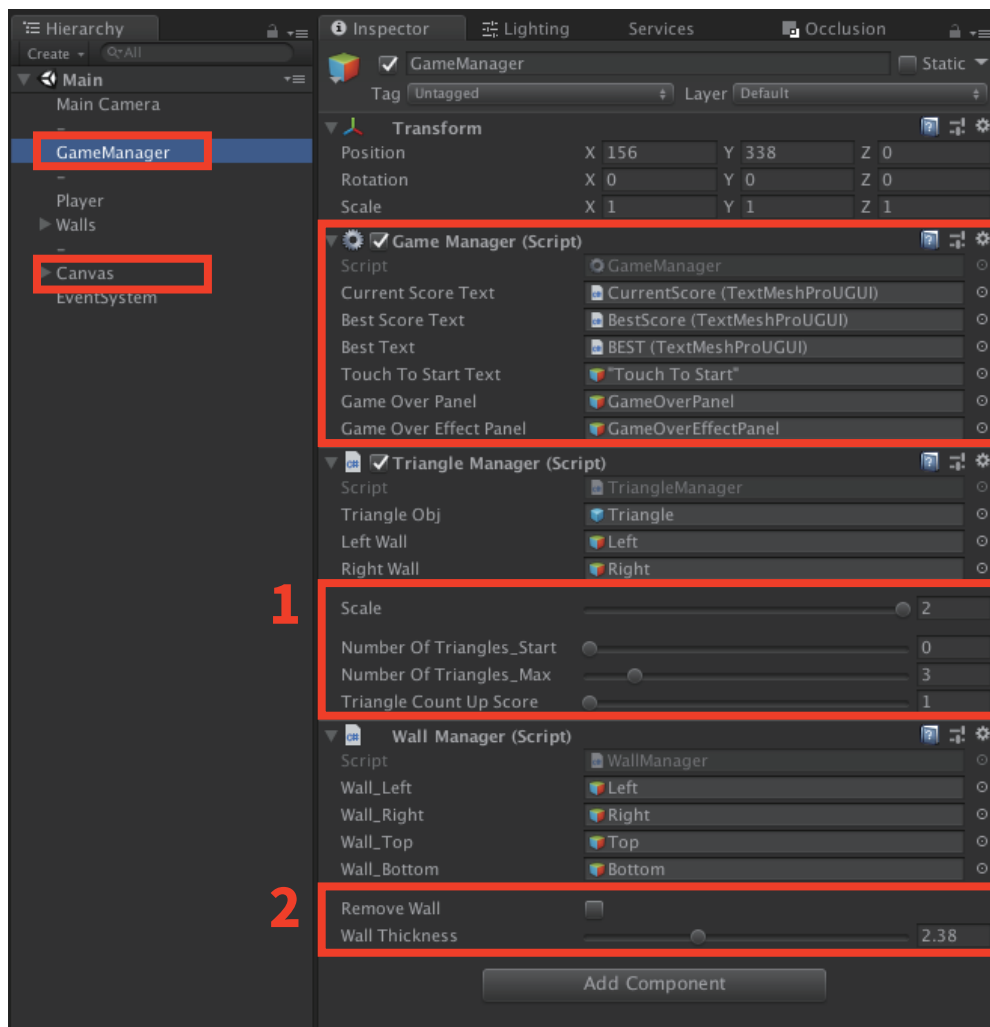 Hierarchy
Create
All
Main
Main Camera
–
GameManager
–
Player
Walls
–
Canvas
EventSystem
Inspector Lighting Services Occlusion
GameManager Static
Tag Untagged Layer Default
Transform
Position X 156 Y 338 Z 0
Rotation X 0 Y 0 Z 0
Scale X 1 Y 1 Z 1
Game Manager (Script)
Script GameManager
Current Score Text CurrentScore (TextMeshProUGUI)
Best Score Text BestScore (TextMeshProUGUI)
Best Text BEST (TextMeshProUGUI)
Touch To Start Text "Touch To Start"
Game Over Panel GameOverPanel
Game Over Effect Panel GameOverEffectPanel
C# Triangle Manager (Script)
Script TriangleManager
Triangle Obj Triangle
Left Wall Left
Right Wall Right
1
Scale 2
Number Of Triangles_Start 0
Number Of Triangles_Max 3
Triangle Count Up Score 1
C# Wall Manager (Script)
Script WallManager
Wall_Left Left
Wall_Right Right
Wall_Top Top
Wall_Bottom Bottom
2
Remove Wall
Wall Thickness 2.38
Add Component